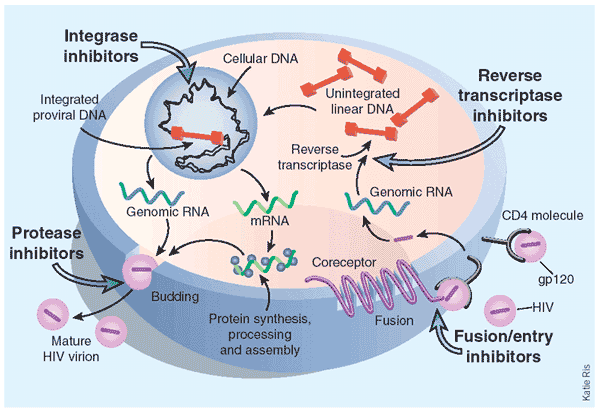 Integrase
inhibitors
Cellular DNA
Unintegrated
linear DNA
Reverse
transcriptase
inhibitors
Integrated
proviral DNA
Reverse
transcriptase
Genomic RNA
Genomic RNA
mRNA
CD4 molecule
Protease
inhibitors
Coreceptor
gp120
Budding
Fusion
HIV
Protein synthesis,
processing
and assembly
Mature
HIV virion
Fusion/entry
inhibitors
Katie Ris